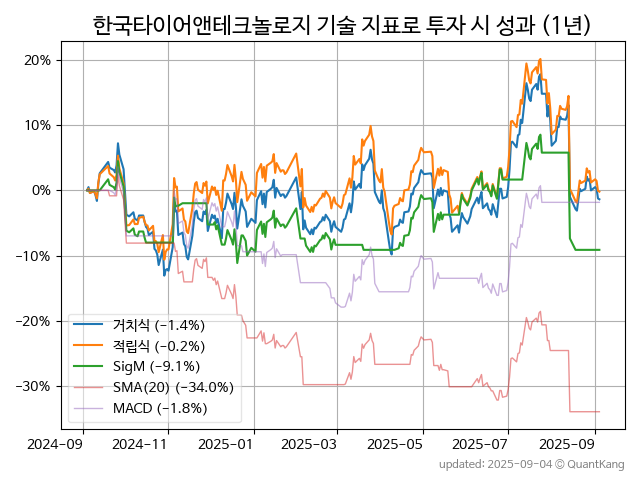 한국타이어앤테크놀로지 기술 지표로 투자 시 성과 (1년)
20%
10%
0%
−10%
−20%
−30%
거치식 (−1.4%)
적립식 (−0.2%)
SigM (−9.1%)
SMA(20) (−34.0%)
MACD (−1.8%)
2024-09
2024-11
2025-01
2025-03
2025-05
2025-07
2025-09
updated: 2025-09-04 © QuantKang